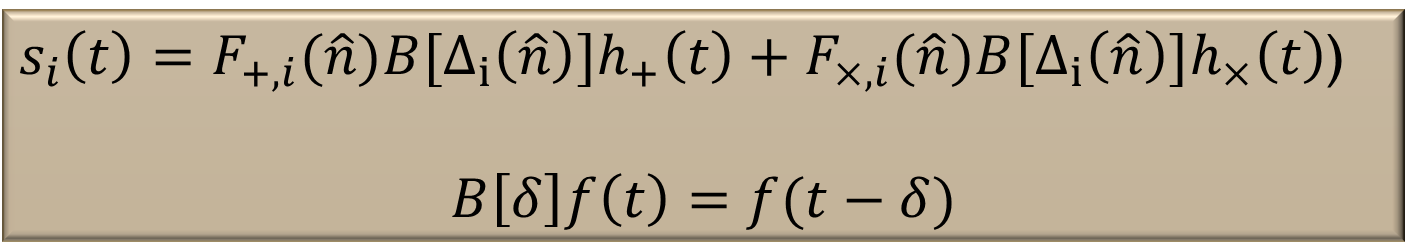 s_i(t) = F_{+,i}(n̂)B[Δ_i(n̂)]h_+(t) + F_{×,i}(n̂)B[Δ_i(n̂)]h_×(t))
B[δ]f(t) = f(t − δ)